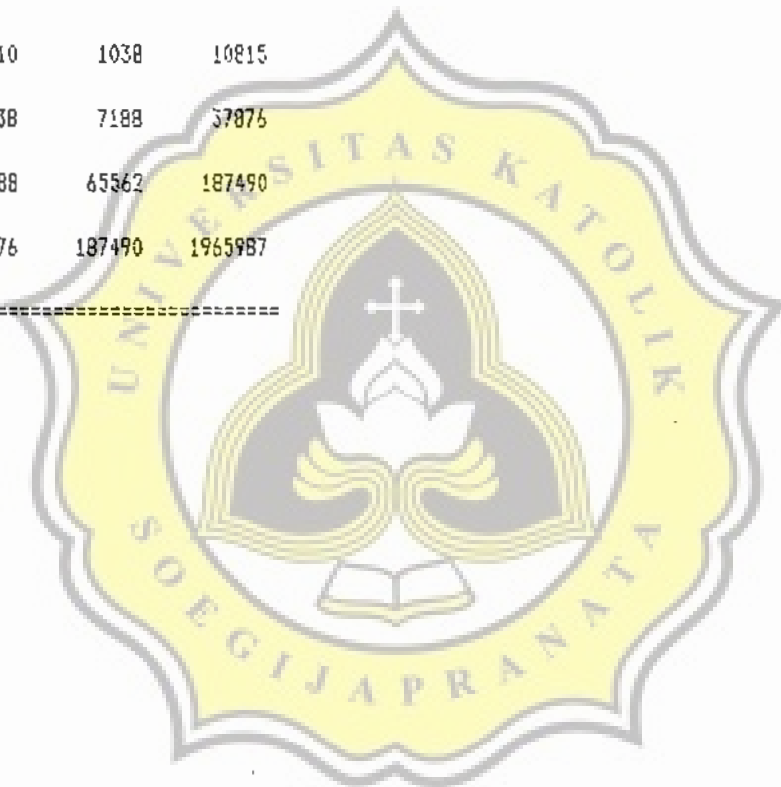 10 1038 10815
38 7188 37876
88 65562 187490
76 187490 1965987
=========================
UNIVERSITAS KATOLIK
SOEGIJAPRANATA